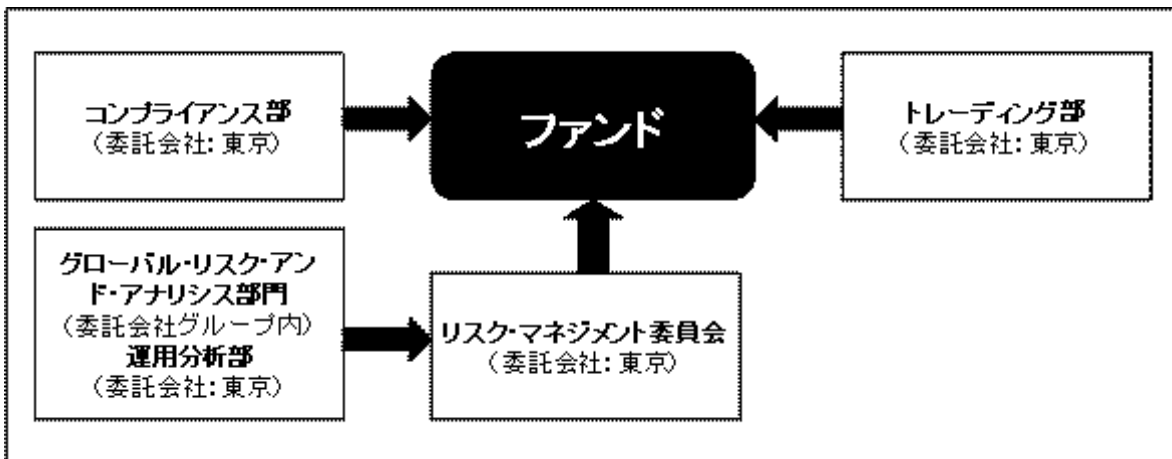 コンプライアンス部
(委託会社：東京)
ファンド
トレーディング部
(委託会社：東京)
グローバル・リスク・アン
ド・アナリシス部門
(委託会社グループ内)
運用分析部
(委託会社：東京)
リスク・マネジメント委員会
(委託会社：東京)